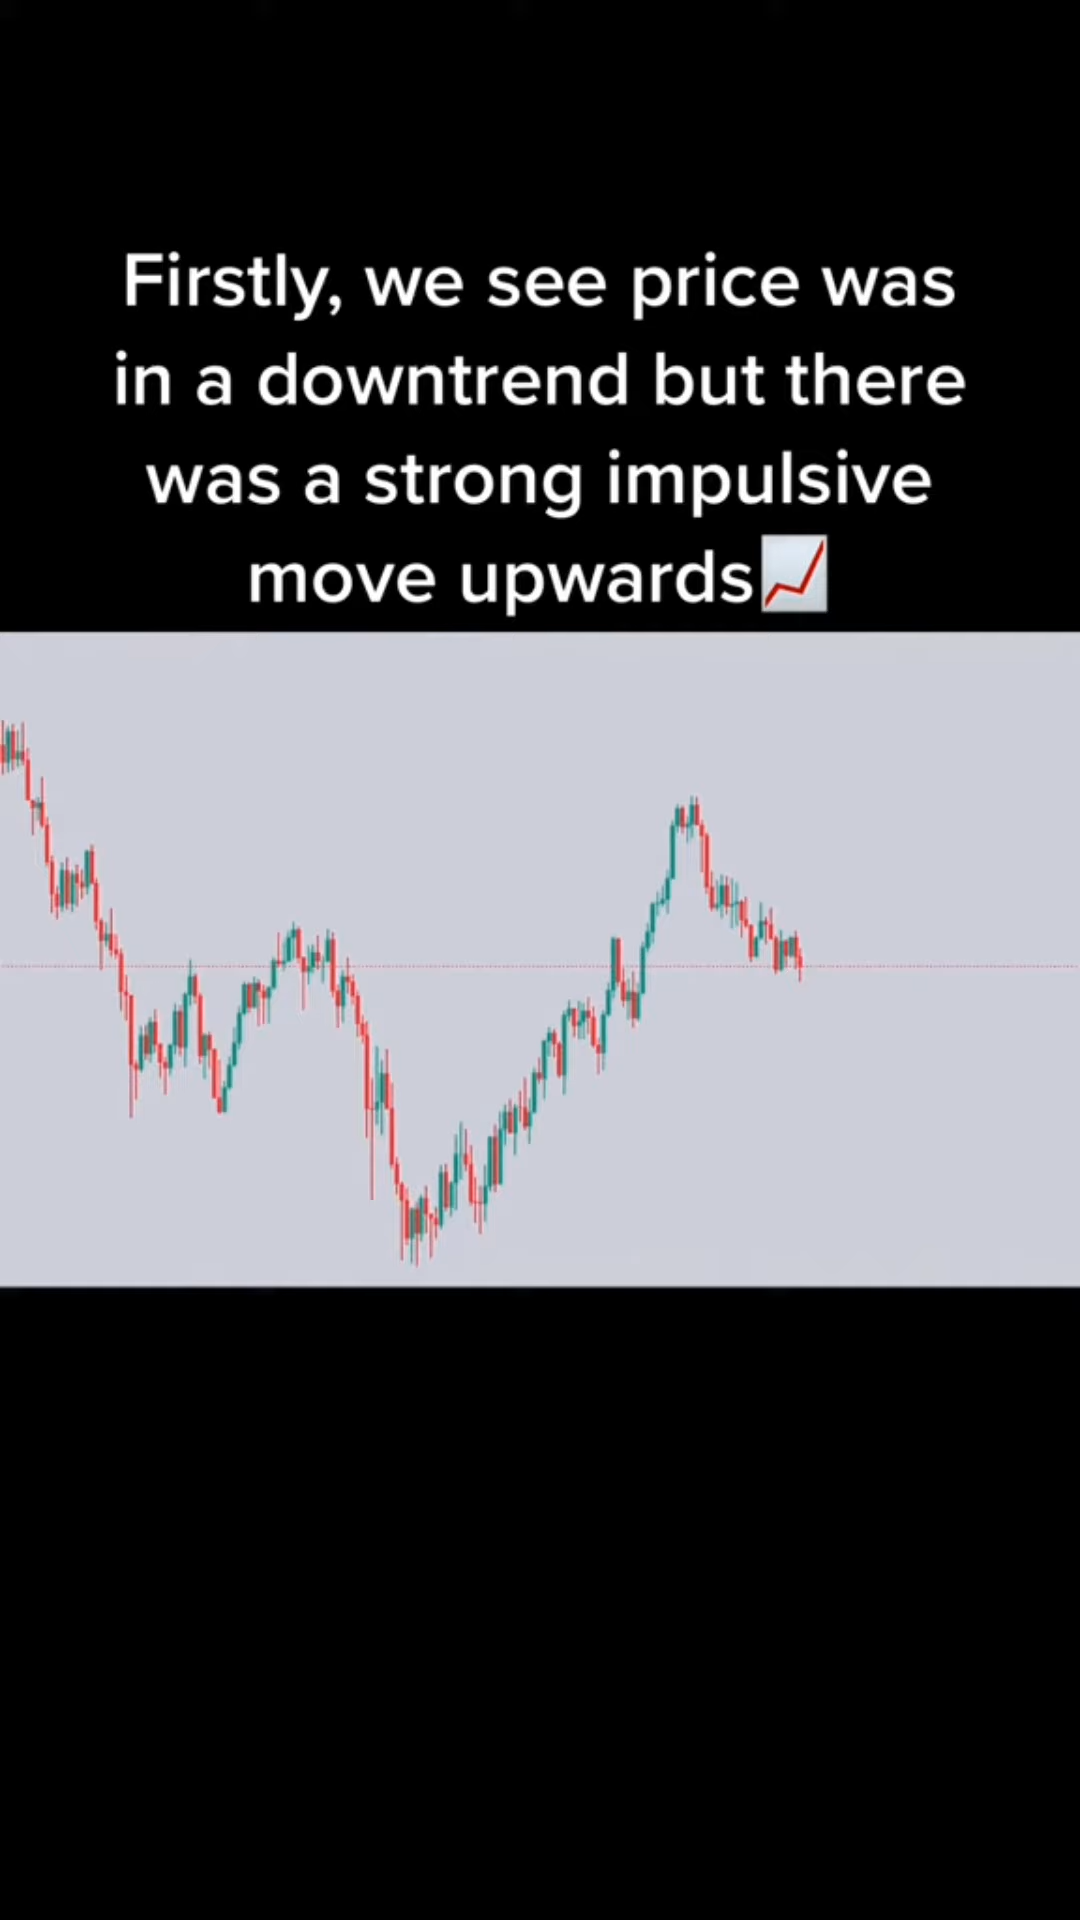 Firstly, we see price was
in a downtrend but there
was a strong impulsive
move upwards📈